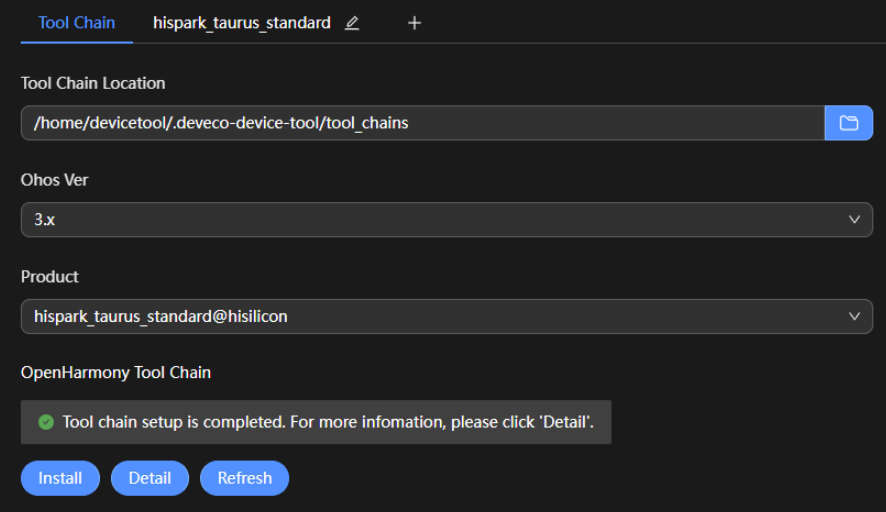 Tool Chain hispark_taurus_standard
Tool Chain Location
/home/devicetool/.deveco-device-tool/tool_chains
Ohos Ver
3.x
Product
hispark_taurus_standard@hisilicon
OpenHarmony Tool Chain
Tool chain setup is completed. For more infomation, please click 'Detail'.
Install Detail Refresh